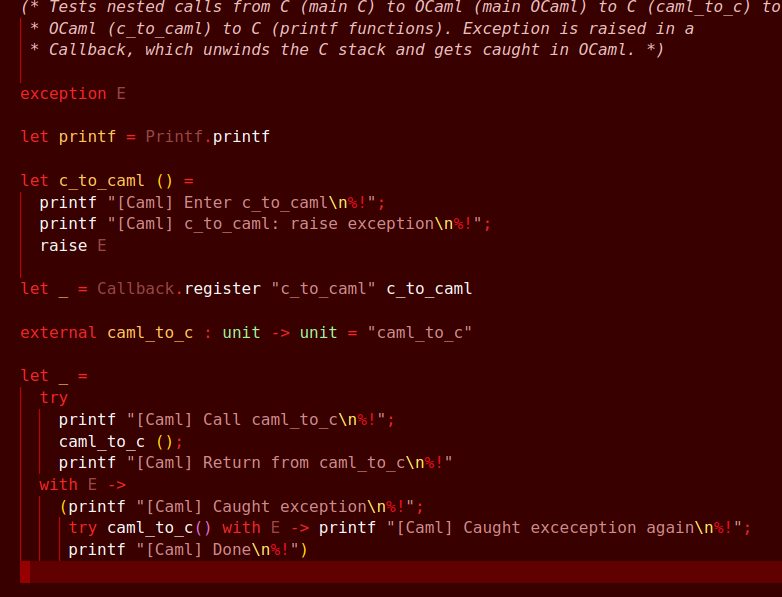 (* Tests nested calls from C (main C) to OCaml (main OCaml) to C (caml_to_c) to
 * OCaml (c_to_caml) to C (printf functions). Exception is raised in a
 * Callback, which unwinds the C stack and gets caught in OCaml. *)

exception E

let printf = Printf.printf

let c_to_caml () =
  printf "[Caml] Enter c_to_caml\n%!";
  printf "[Caml] c_to_caml: raise exception\n%!";
  raise E

let _ = Callback.register "c_to_caml" c_to_caml

external caml_to_c : unit -> unit = "caml_to_c"

let _ =
  try
    printf "[Caml] Call caml_to_c\n%!";
    caml_to_c ();
    printf "[Caml] Return from caml_to_c\n%!"
  with E ->
    (printf "[Caml] Caught exception\n%!";
     try caml_to_c() with E -> printf "[Caml] Caught excecption again\n%!";
     printf "[Caml] Done\n%!")